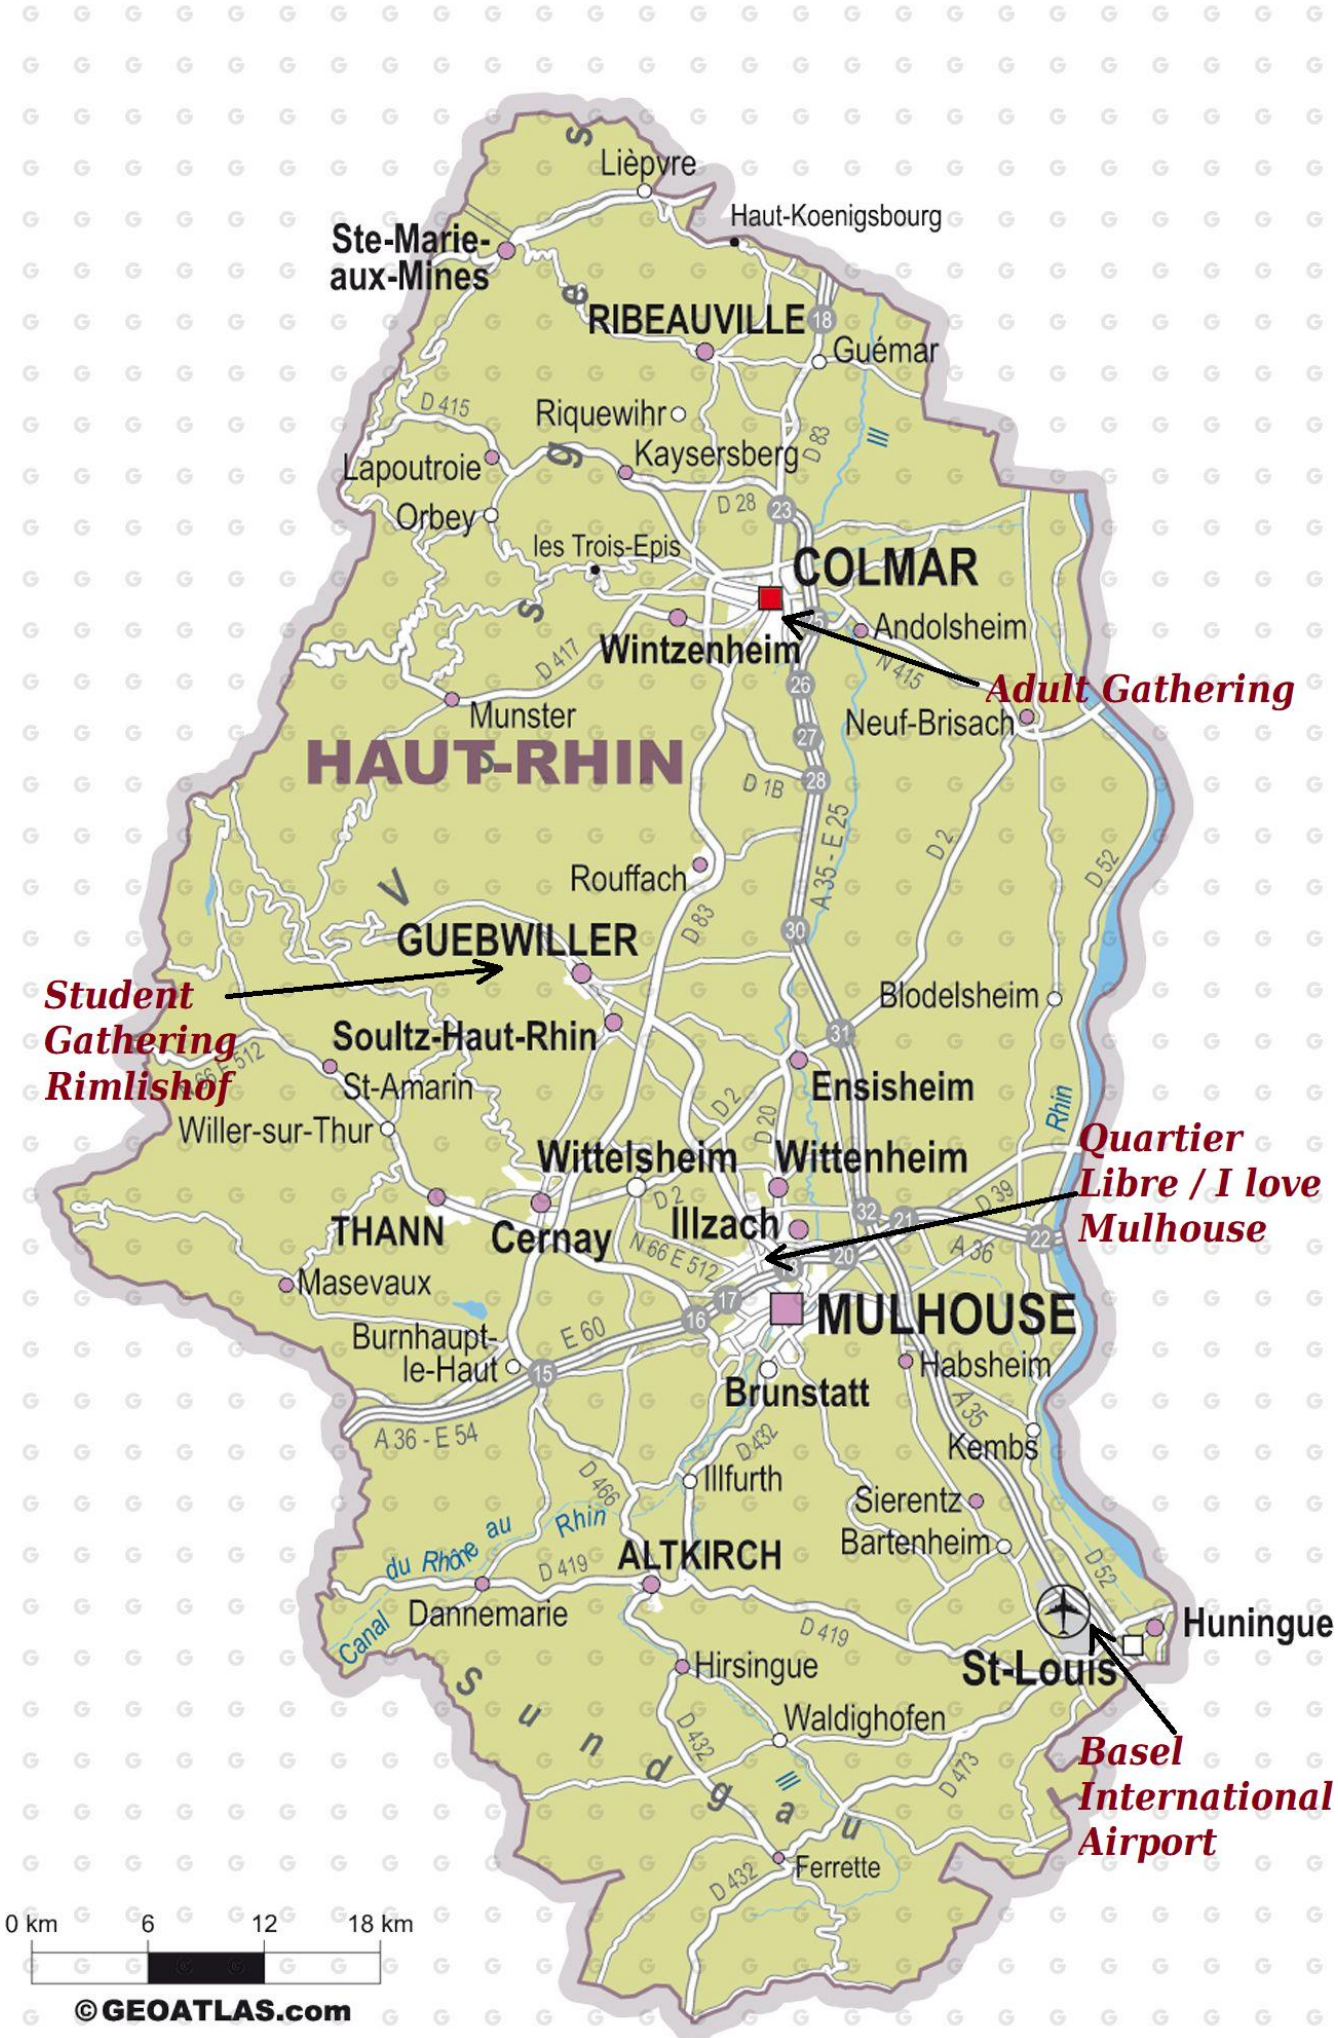 Lièpvre
Haut-Koenigsbourg
Ste-Marie-
aux-Mines
RIBEAUVILLE
18
Guémar
D 415
Riquewihr
D 83
Ill
Kaysersberg
Lapoutroie
D 28
23
Orbey
les Trois-Epis
COLMAR
25
Andolsheim
Wintzenheim
D 417
N 415
26
Adult Gathering
Munster
Neuf-Brisach
27
HAUT-RHIN
28
D 1B
A 35 - E 25
D 2
D 52
Rouffach
Vosges
D 83
30
GUEBWILLER
Student
Gathering
Rimlishof
Blodelsheim
Soultz-Haut-Rhin
31
N 66 E 512
St-Amarin
Ensisheim
Rhin
Willer-sur-Thur
D 2
D 20
Quartier
Libre / I love
Mulhouse
Wittelsheim
Wittenheim
D 2
D 39
32
21
THANN
Cernay
Illzach
22
N 66 E 512
20
A 36
Masevaux
17
16
MULHOUSE
Burnhaupt-
le-Haut
E 60
15
Habsheim
Brunstatt
A 36 - E 54
A 35
D 432
Kembs
D 466
Illfurth
Sierentz
Bartenheim
Canal du Rhône au Rhin
ALTKIRCH
D 419
D 52
Dannemarie
D 419
Huningue
St-Louis
Hirsingue
Sundgau
Waldighofen
D 432
Ill
D 473
Basel
International
Airport
Ferrette
D 432
0 km 6 12 18 km
© GEOATLAS.com